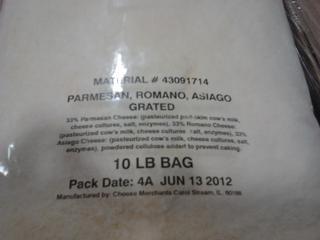 MATERIAL # 43091714
PARMESAN, ROMANO, ASIAGO
GRATED
33% Parmesan Cheese: (pasteurized part-skim cow's milk,
cheese cultures, salt, enzymes), 33% Romano Cheese:
(pasteurized cow's milk, cheese cultures, salt, enzymes), 33%
Asiago Cheese: (pasteurized cow's milk, cheese cultures, salt,
enzymes), powdered cellulose added to prevent caking.
10 LB BAG
Pack Date: 4A JUN 13 2012
Manufactured by: Cheese Merchants Carol Stream, IL. 60188